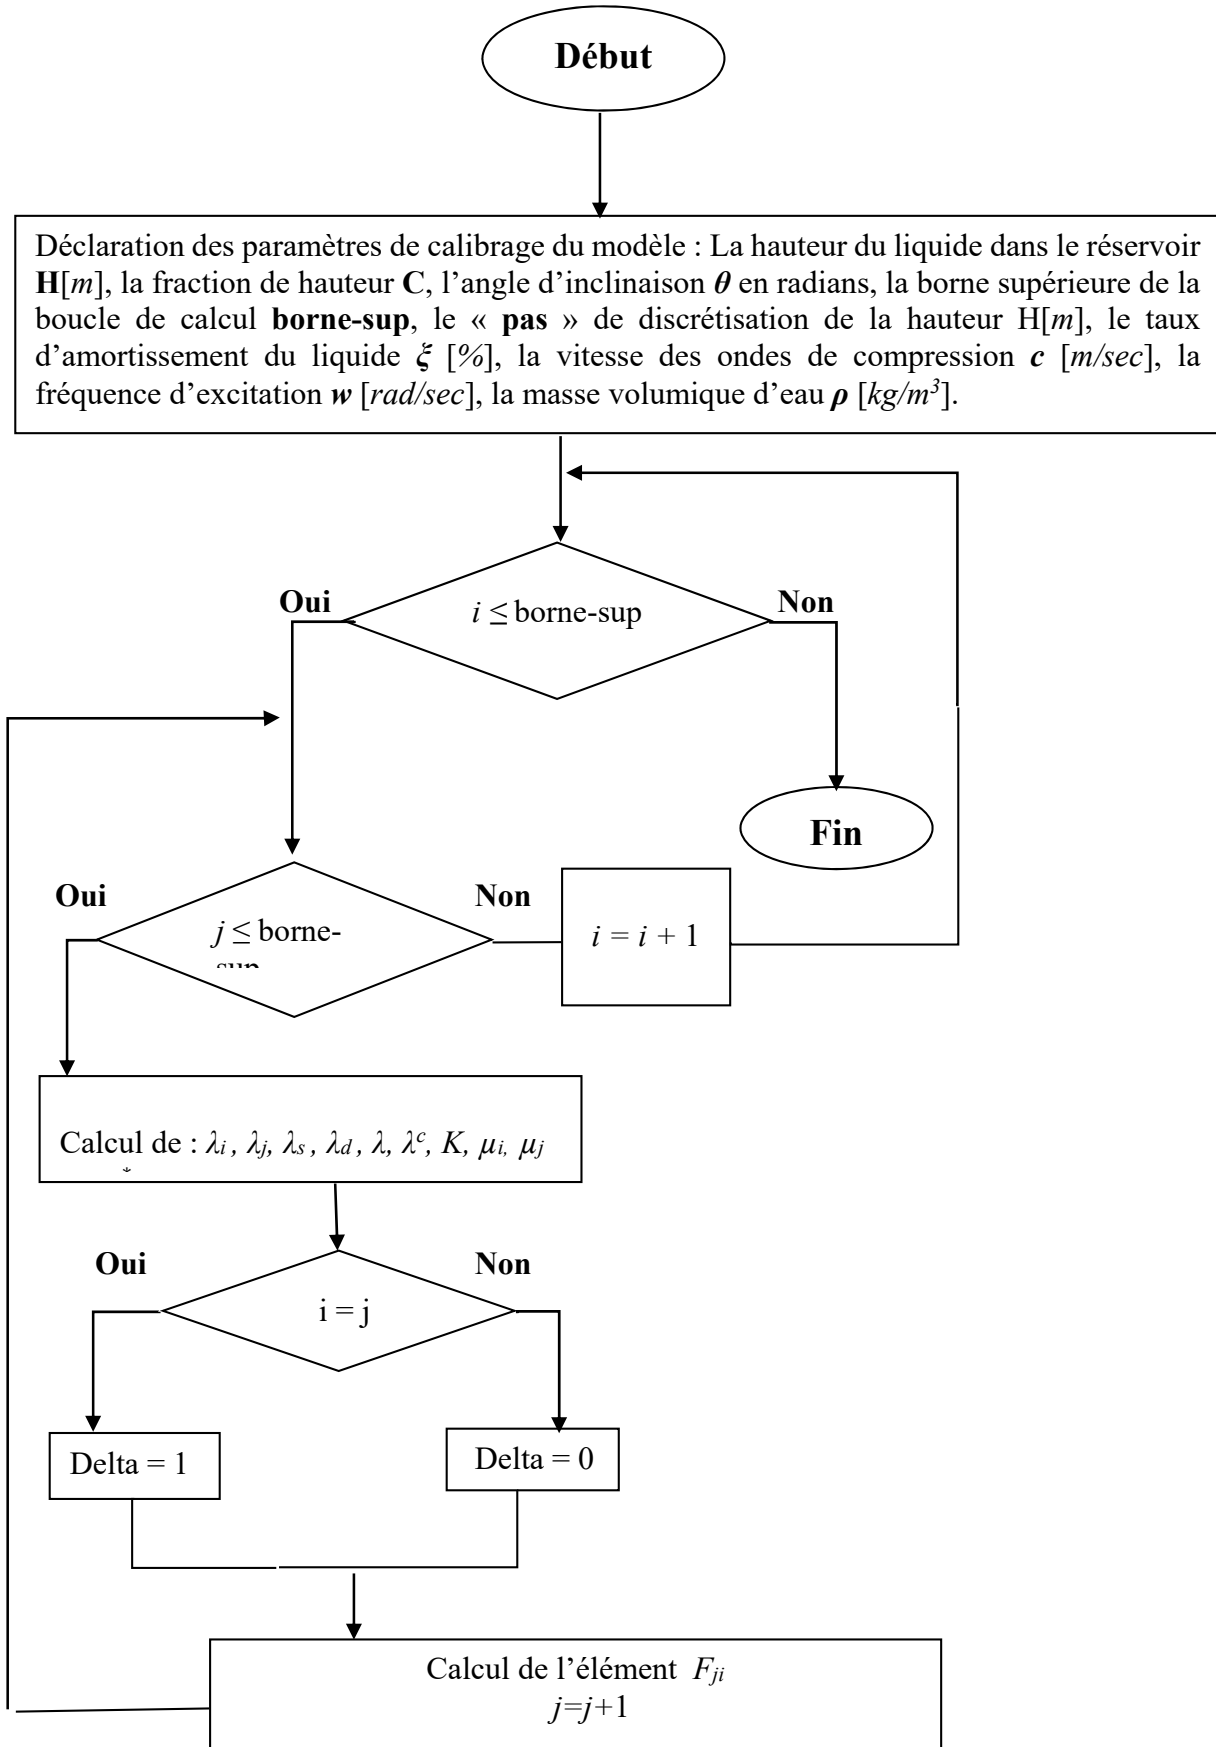 Début
Déclaration des paramètres de calibrage du modèle : La hauteur du liquide dans le réservoir
H[m], la fraction de hauteur C, l’angle d’inclinaison θ en radians, la borne supérieure de la
boucle de calcul borne-sup, le « pas » de discrétisation de la hauteur H[m], le taux
d’amortissement du liquide ξ [%], la vitesse des ondes de compression c [m/sec], la
fréquence d’excitation w [rad/sec], la masse volumique d’eau ρ [kg/m³].
Oui
i ≤ borne-sup
Non
Fin
Oui
j ≤ borne-
Non
i = i + 1
Calcul de : λi , λj, λs , λd , λ, λᶜ, K, μi, μj
Oui
Non
i = j
Delta = 1
Delta = 0
Calcul de l’élément Fji
j=j+1